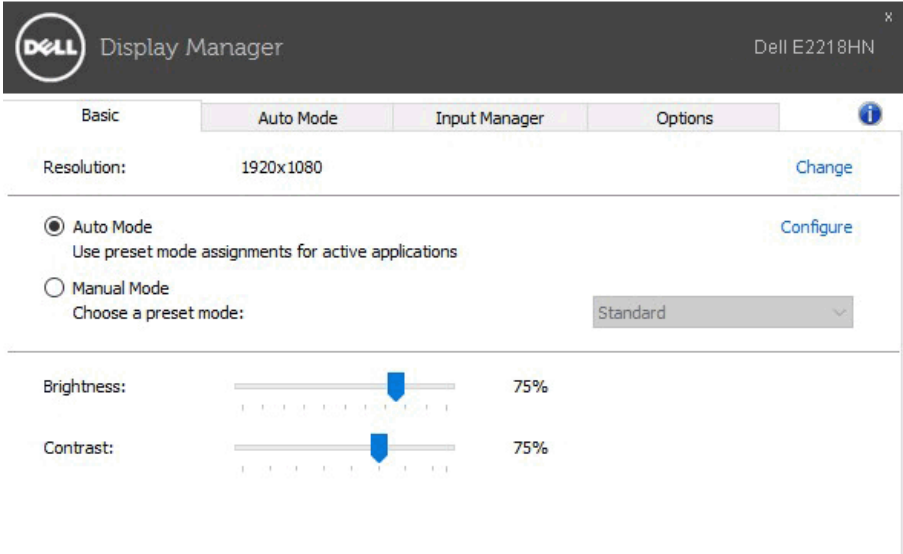 x
DELL Display Manager Dell E2218HN
Basic Auto Mode Input Manager Options i
Resolution: 1920x1080 Change
Auto Mode Configure
Use preset mode assignments for active applications
Manual Mode
Choose a preset mode: Standard
Brightness: 75%
Contrast: 75%